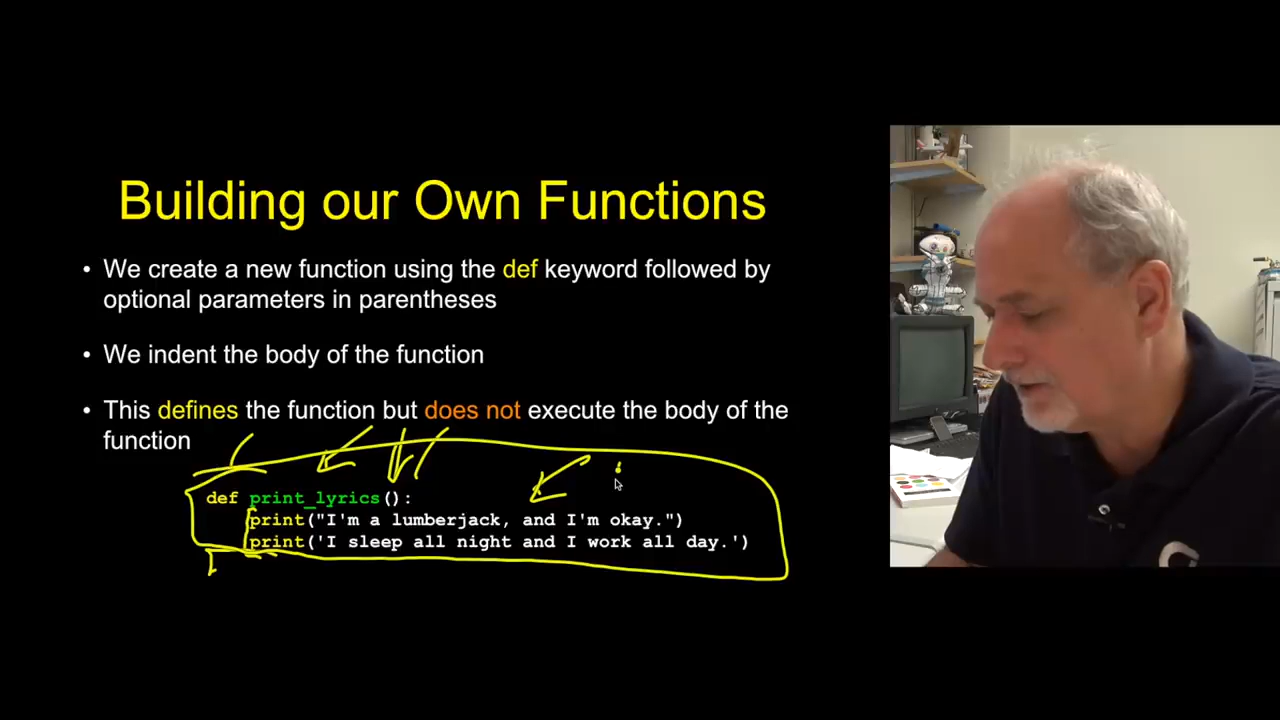 Building our Own Functions
• We create a new function using the def keyword followed by
optional parameters in parentheses
• We indent the body of the function
• This defines the function but does not execute the body of the
function
def print_lyrics():
    print("I'm a lumberjack, and I'm okay.")
    print('I sleep all night and I work all day.')